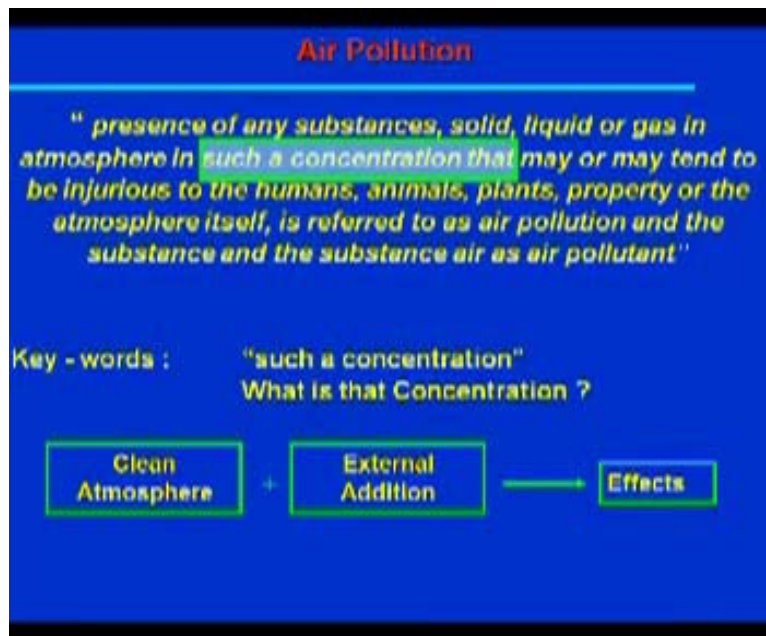 Air Pollution
" presence of any substances, solid, liquid or gas in
atmosphere in such a concentration that may or may tend to
be injurious to the humans, animals, plants, property or the
atmosphere itself, is referred to as air pollution and the
substance and the substance air as air pollutant"
Key - words : "such a concentration"
What is that Concentration ?
Clean Atmosphere + External Addition Effects